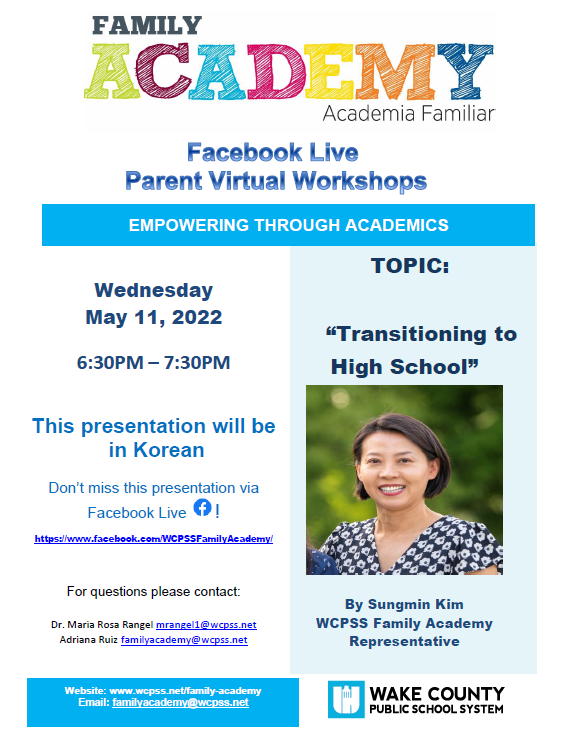 FAMILY
ACADEMY
Academia Familiar
Facebook Live
Parent Virtual Workshops
EMPOWERING THROUGH ACADEMICS
Wednesday
May 11, 2022
6:30PM – 7:30PM
This presentation will be
in Korean
Don’t miss this presentation via
Facebook Live !
https://www.facebook.com/WCPSSFamilyAcademy/
For questions please contact:
Dr. Maria Rosa Rangel mrangel1@wcpss.net
Adriana Ruiz familyacademy@wcpss.net
TOPIC:
“Transitioning to
High School”
By Sungmin Kim
WCPSS Family Academy
Representative
Website: www.wcpss.net/family-academy
Email: familyacademy@wcpss.net
WAKE COUNTY
PUBLIC SCHOOL SYSTEM